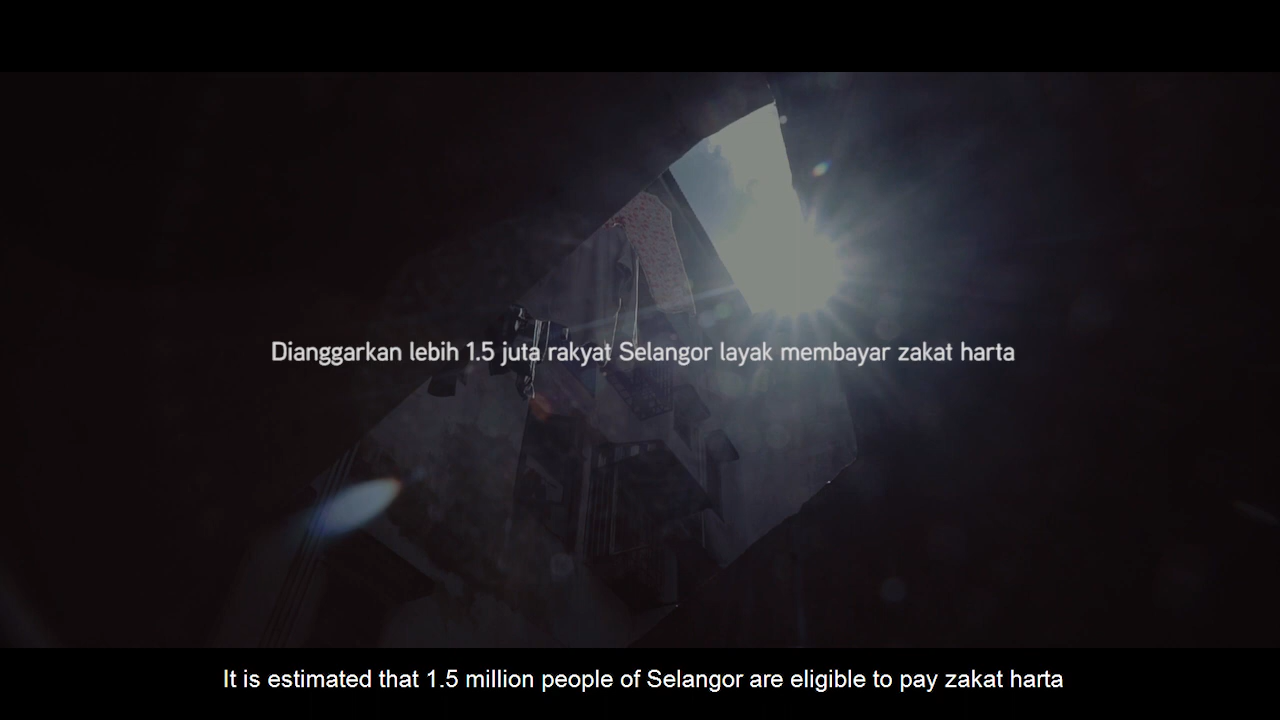 Dianggarkan lebih 1.5 juta rakyat Selangor layak membayar zakat harta
It is estimated that 1.5 million people of Selangor are eligible to pay zakat harta